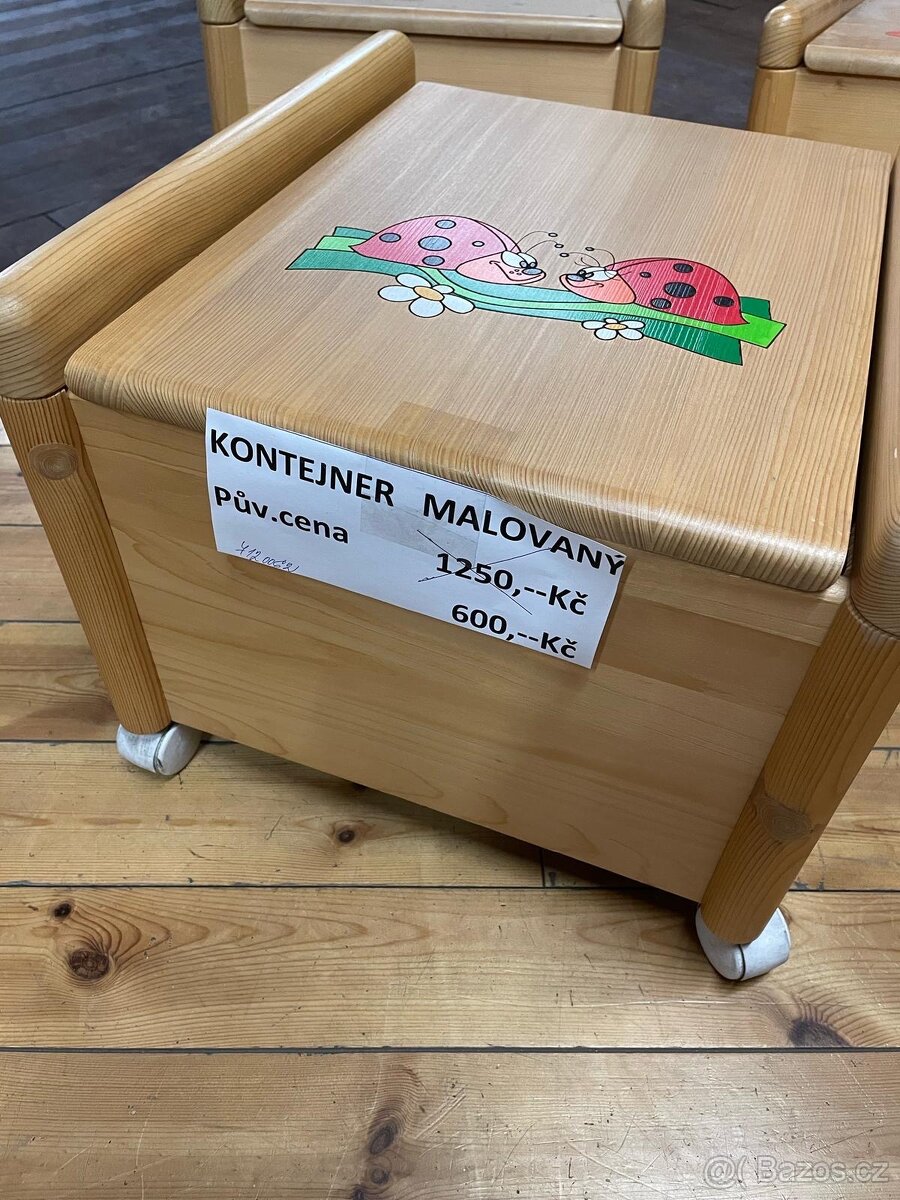 KONTEJNER MALOVANÝ
Pův.cena 1250,--Kč
600,--Kč
@( Bazos.cz